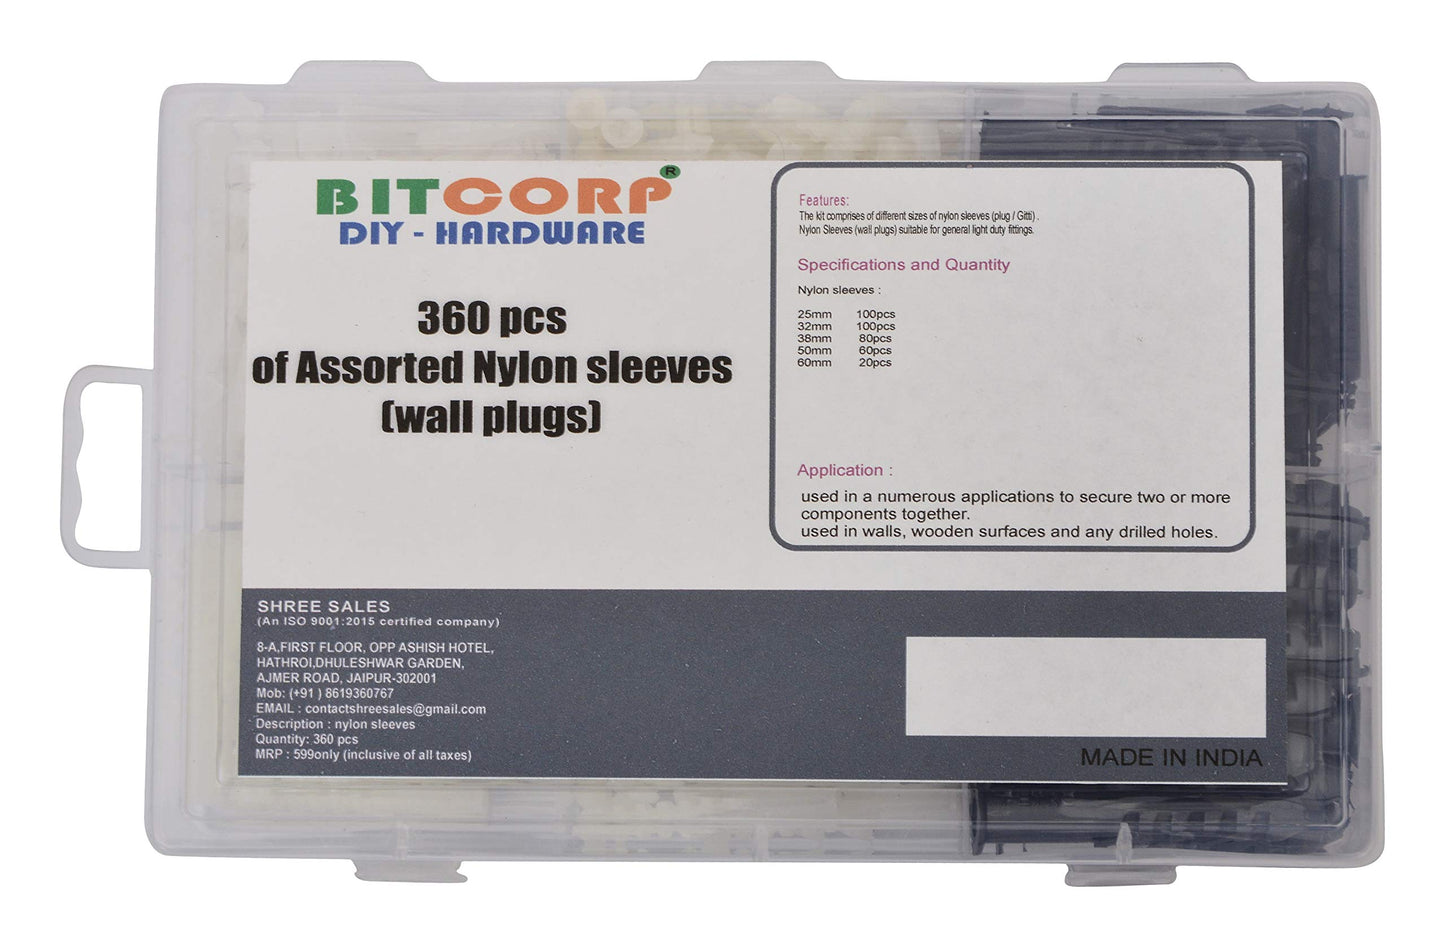 BITCORP®
DIY - HARDWARE
360 pcs
of Assorted Nylon sleeves
(wall plugs)
Features:
The kit comprises of different sizes of nylon sleeves (plug / Gitti) .
Nylon Sleeves (wall plugs) suitable for general light duty fittings.
Specifications and Quantity
Nylon sleeves :
25mm 100pcs
32mm 100pcs
38mm 80pcs
50mm 60pcs
60mm 20pcs
Application :
used in a numerous applications to secure two or more
components together.
used in walls, wooden surfaces and any drilled holes.
SHREE SALES
(An ISO 9001:2015 certified company)
8-A,FIRST FLOOR, OPP ASHISH HOTEL,
HATHROI,DHULESHWAR GARDEN,
AJMER ROAD, JAIPUR-302001
Mob: (+91 ) 8619360767
EMAIL : contactshreesales@gmail.com
Description : nylon sleeves
Quantity: 360 pcs
MRP : 599only (inclusive of all taxes)
MADE IN INDIA